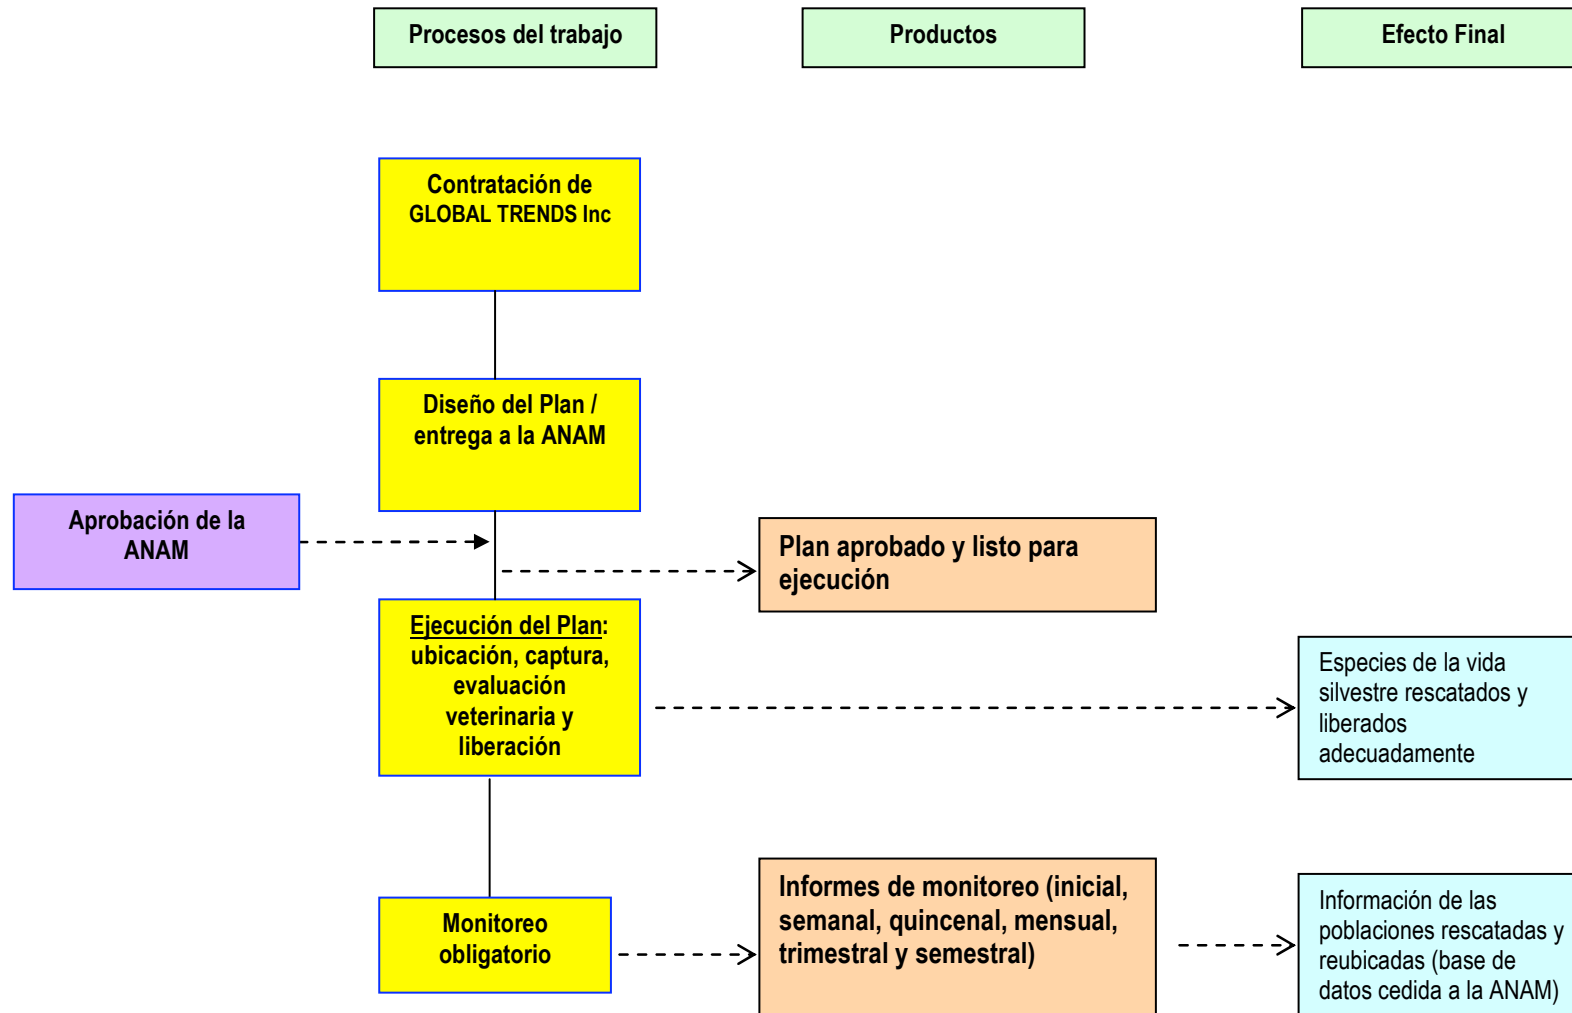 Procesos del trabajo
Productos
Efecto Final
Contratación de
GLOBAL TRENDS Inc
Diseño del Plan /
entrega a la ANAM
Aprobación de la
ANAM
Plan aprobado y listo para
ejecución
Ejecución del Plan:
ubicación, captura,
evaluación
veterinaria y
liberación
Especies de la vida
silvestre rescatados y
liberados
adecuadamente
Monitoreo
obligatorio
Informes de monitoreo (inicial,
semanal, quincenal, mensual,
trimestral y semestral)
Información de las
poblaciones rescatadas y
reubicadas (base de
datos cedida a la ANAM)